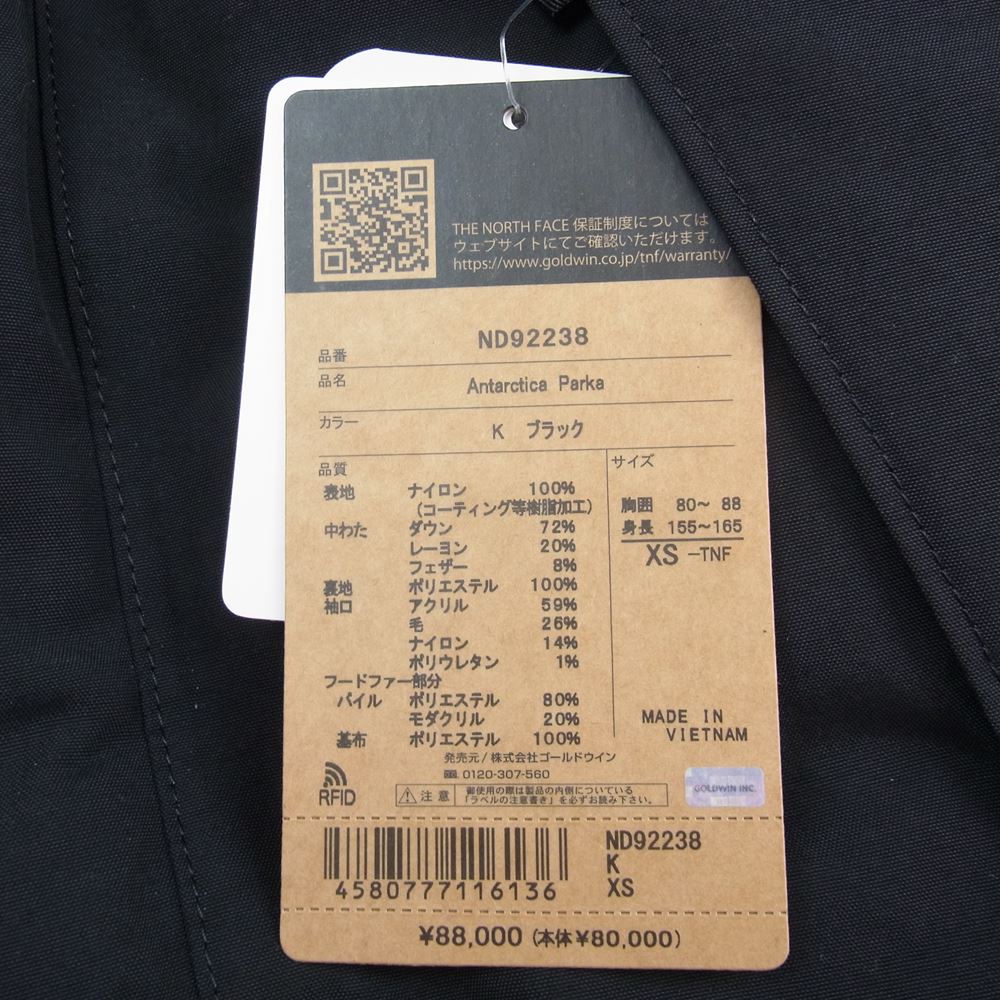 THE NORTH FACE 保証制度については
ウェブサイトにてご確認いただけます。
https://www.goldwin.co.jp/tnf/warranty/
品番 ND92238
品名 Antarctica Parka
カラー K ブラック
品質
表地 ナイロン 100%
(コーティング等樹脂加工)
中わた ダウン 72%
レーヨン 20%
フェザー 8%
裏地 ポリエステル 100%
袖口 アクリル 59%
毛 26%
ナイロン 14%
ポリウレタン 1%
フードファー部分
パイル ポリエステル 80%
モダクリル 20%
基布 ポリエステル 100%
サイズ
胸囲 80~ 88
身長 155~165
XS -TNF
MADE IN
VIETNAM
発売元/株式会社ゴールドウイン
0120-307-560
RFID
注意
御使用の際は製品の内側についている
「ラベルの注意書き」を必ずお読み下さい。
GOLDWIN INC.
4580777116136
ND92238
K
XS
¥88,000 (本体¥80,000)